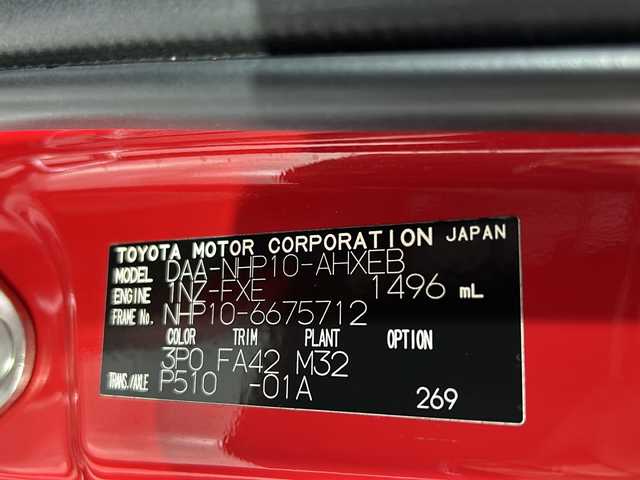 TOYOTA MOTOR CORPORATION JAPAN
MODEL DAA-NHP10-AHXEB
ENGINE 1NZ-FXE 1496 mL
FRAME No. NHP10-6675712
COLOR TRIM PLANT OPTION
3P0 FA42 M32
TRANS./AXLE P510 -01A
269